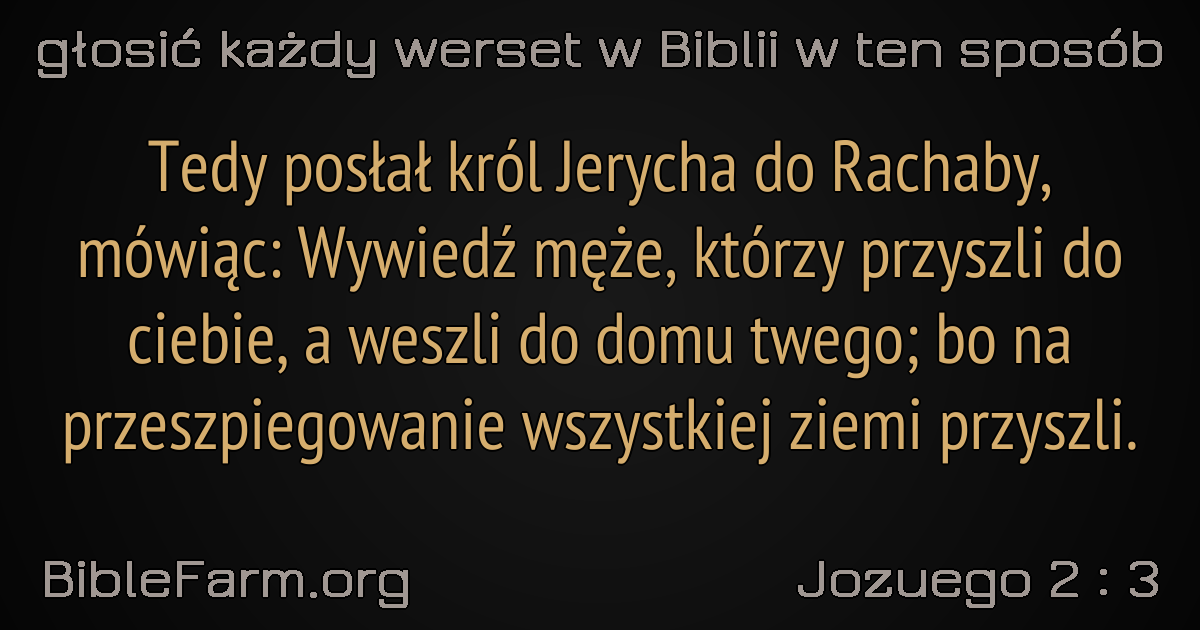 głosić każdy werset w Biblii w ten sposób
Tedy posłał król Jerycha do Rachaby,
mówiąc: Wywiedź męże, którzy przyszli do
ciebie, a weszli do domu twego; bo na
przeszpiegowanie wszystkiej ziemi przyszli.
BibleFarm.org
Jozuego 2 : 3